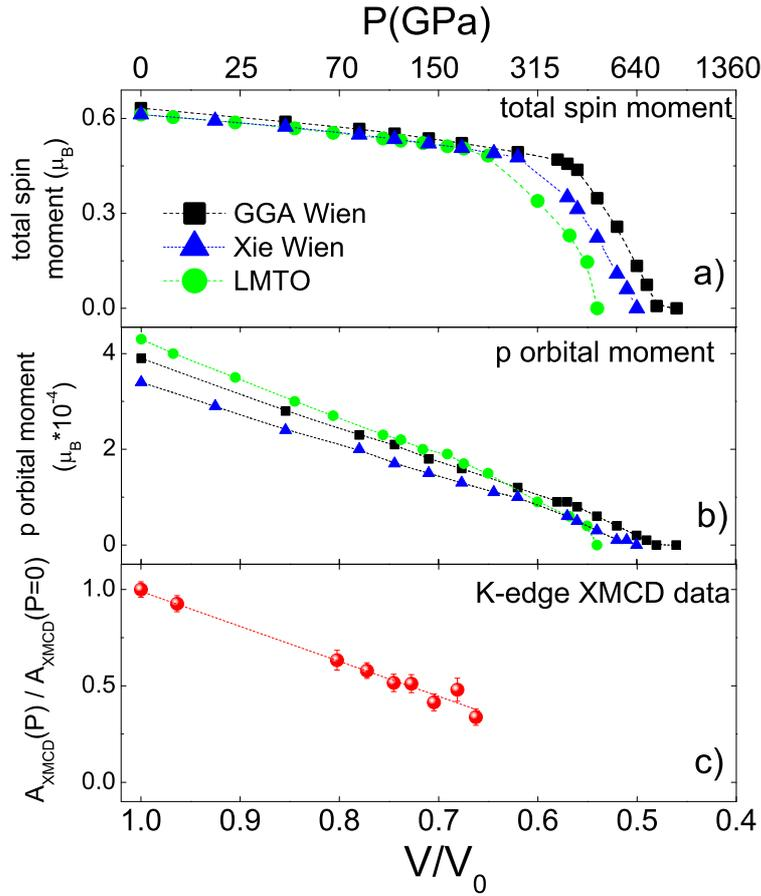 P(GPa)
0 25 70 150 315 640 1360
total spin moment
total spin
moment (μB)
0.6
0.3
0.0
GGA Wien
Xie Wien
LMTO
a)
p orbital moment
p orbital moment
(μB*10-4)
4
2
0
b)
K-edge XMCD data
AXMCD(P) / AXMCD(P=0)
1.0
0.5
0.0
c)
1.0 0.9 0.8 0.7 0.6 0.5 0.4
V/V0